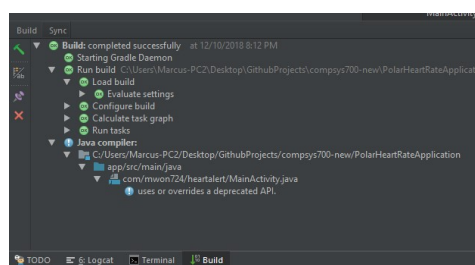 MainActivity
Build Sync
Build: completed successfully at 12/10/2018 8:12 PM
Starting Gradle Daemon
Run build C:\Users\Marcus-PC2\Desktop\GithubProjects\compsys700-new\PolarHeartRateApplicat
Load build
Evaluate settings
Configure build
Calculate task graph
Run tasks
Java compiler:
C:/Users/Marcus-PC2/Desktop/GithubProjects/compsys700-new/PolarHeartRateApplication
app/src/main/java
com/mwon724/heartalert/MainActivity.java
uses or overrides a deprecated API.
TODO 6: Logcat Terminal Build